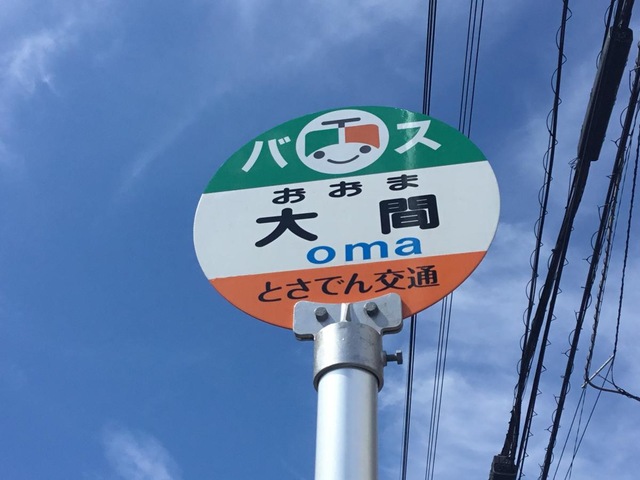 バス
おおま
大間
oma
とさでん交通